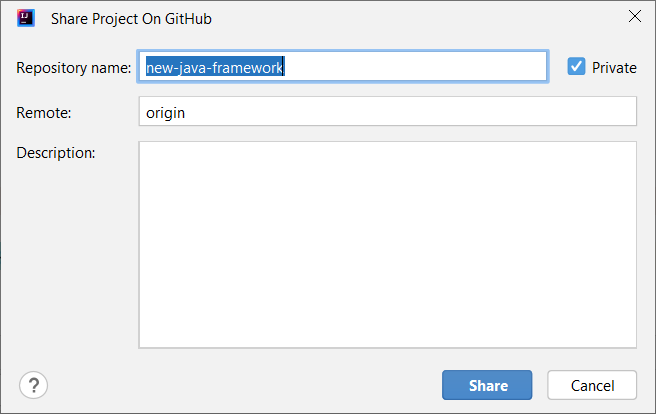 Share Project On GitHub
Repository name: new-java-framework Private
Remote: origin
Description:
? Share Cancel